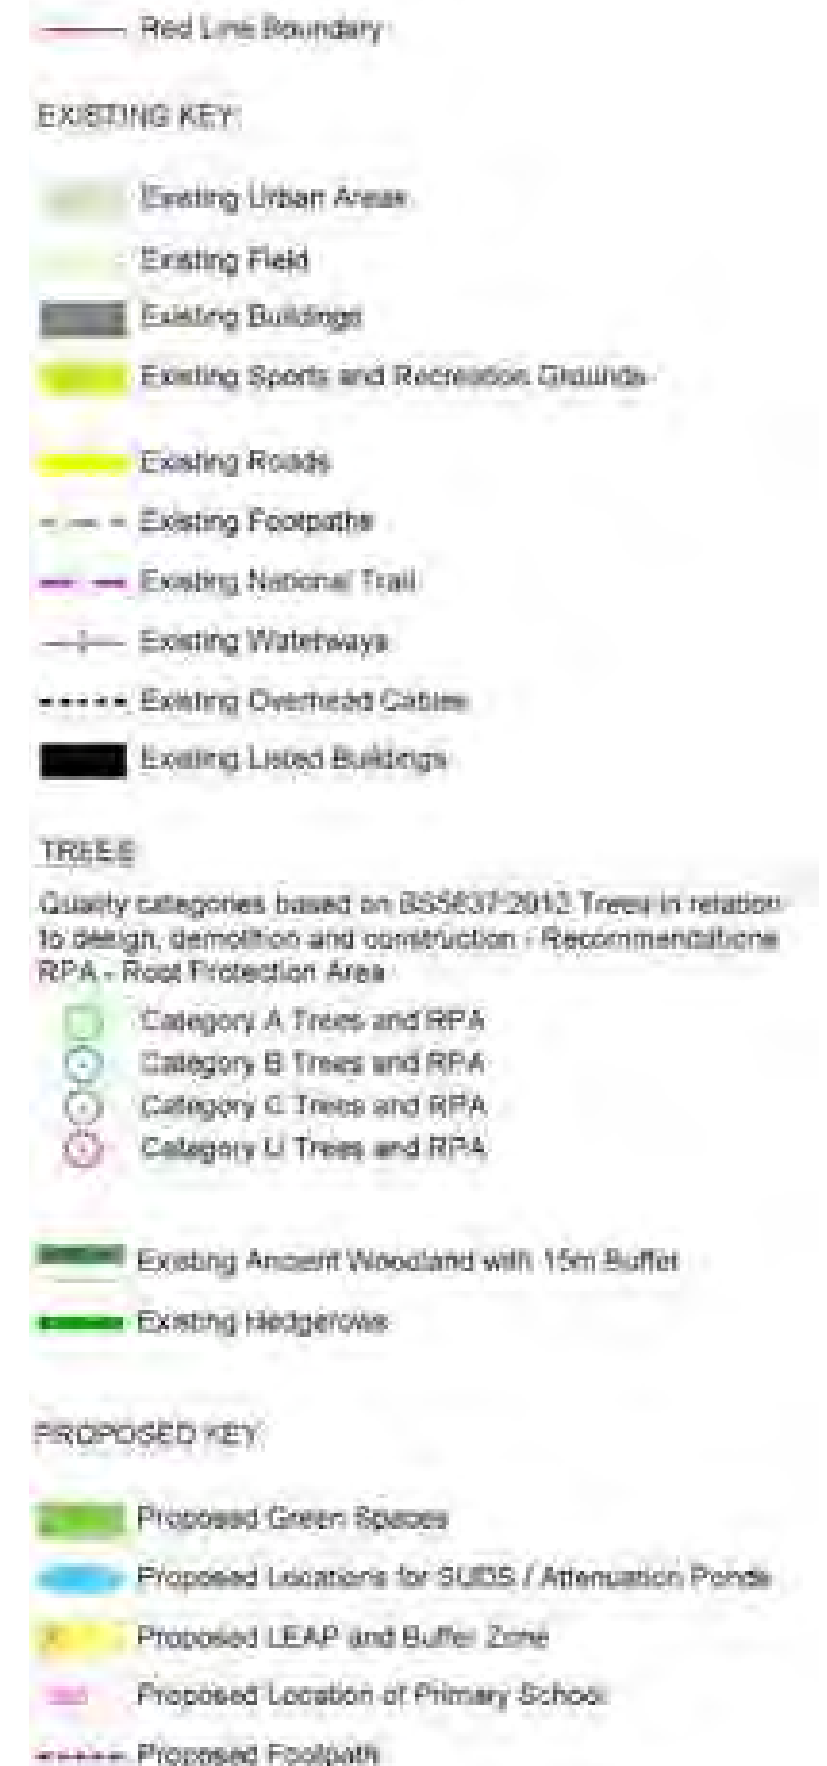 Red Line Boundary
EXISTING KEY:
Existing Urban Areas
Existing Field
Existing Buildings
Existing Sports and Recreation Grounds
Existing Roads
Existing Footpaths
Existing National Trail
Existing Waterways
Existing Overhead Cables
Existing Listed Buildings
TREES
Quality categories based on BS5837:2012 Trees in relation
to design, demolition and construction - Recommendations
RPA - Root Protection Area
Category A Trees and RPA
Category B Trees and RPA
Category C Trees and RPA
Category U Trees and RPA
Existing Ancient Woodland with 15m Buffer
Existing Hedgerows
PROPOSED KEY
Proposed Green Spaces
Proposed Locations for SUDS / Attenuation Ponds
Proposed LEAP and Buffer Zone
Proposed Location of Primary School
Proposed Footpath